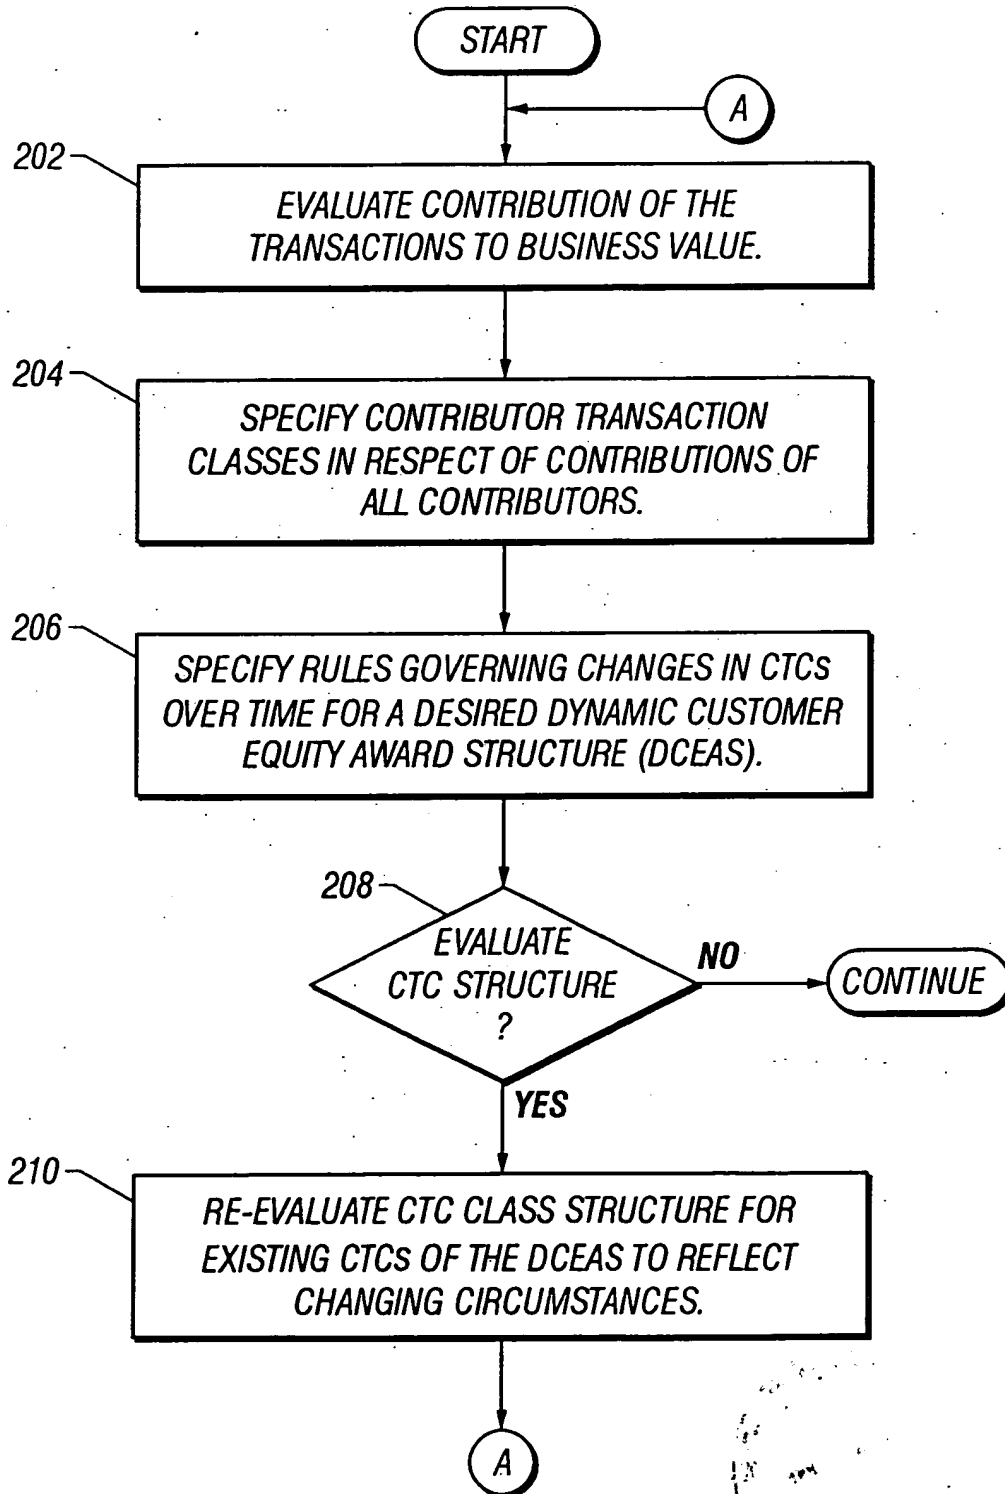 START
A
202
EVALUATE CONTRIBUTION OF THE
TRANSACTIONS TO BUSINESS VALUE.
204
SPECIFY CONTRIBUTOR TRANSACTION
CLASSES IN RESPECT OF CONTRIBUTIONS OF
ALL CONTRIBUTORS.
206
SPECIFY RULES GOVERNING CHANGES IN CTCs
OVER TIME FOR A DESIRED DYNAMIC CUSTOMER
EQUITY AWARD STRUCTURE (DCEAS).
208
EVALUATE
CTC STRUCTURE
?
NO
CONTINUE
YES
210
RE-EVALUATE CTC CLASS STRUCTURE FOR
EXISTING CTCs OF THE DCEAS TO REFLECT
CHANGING CIRCUMSTANCES.
A